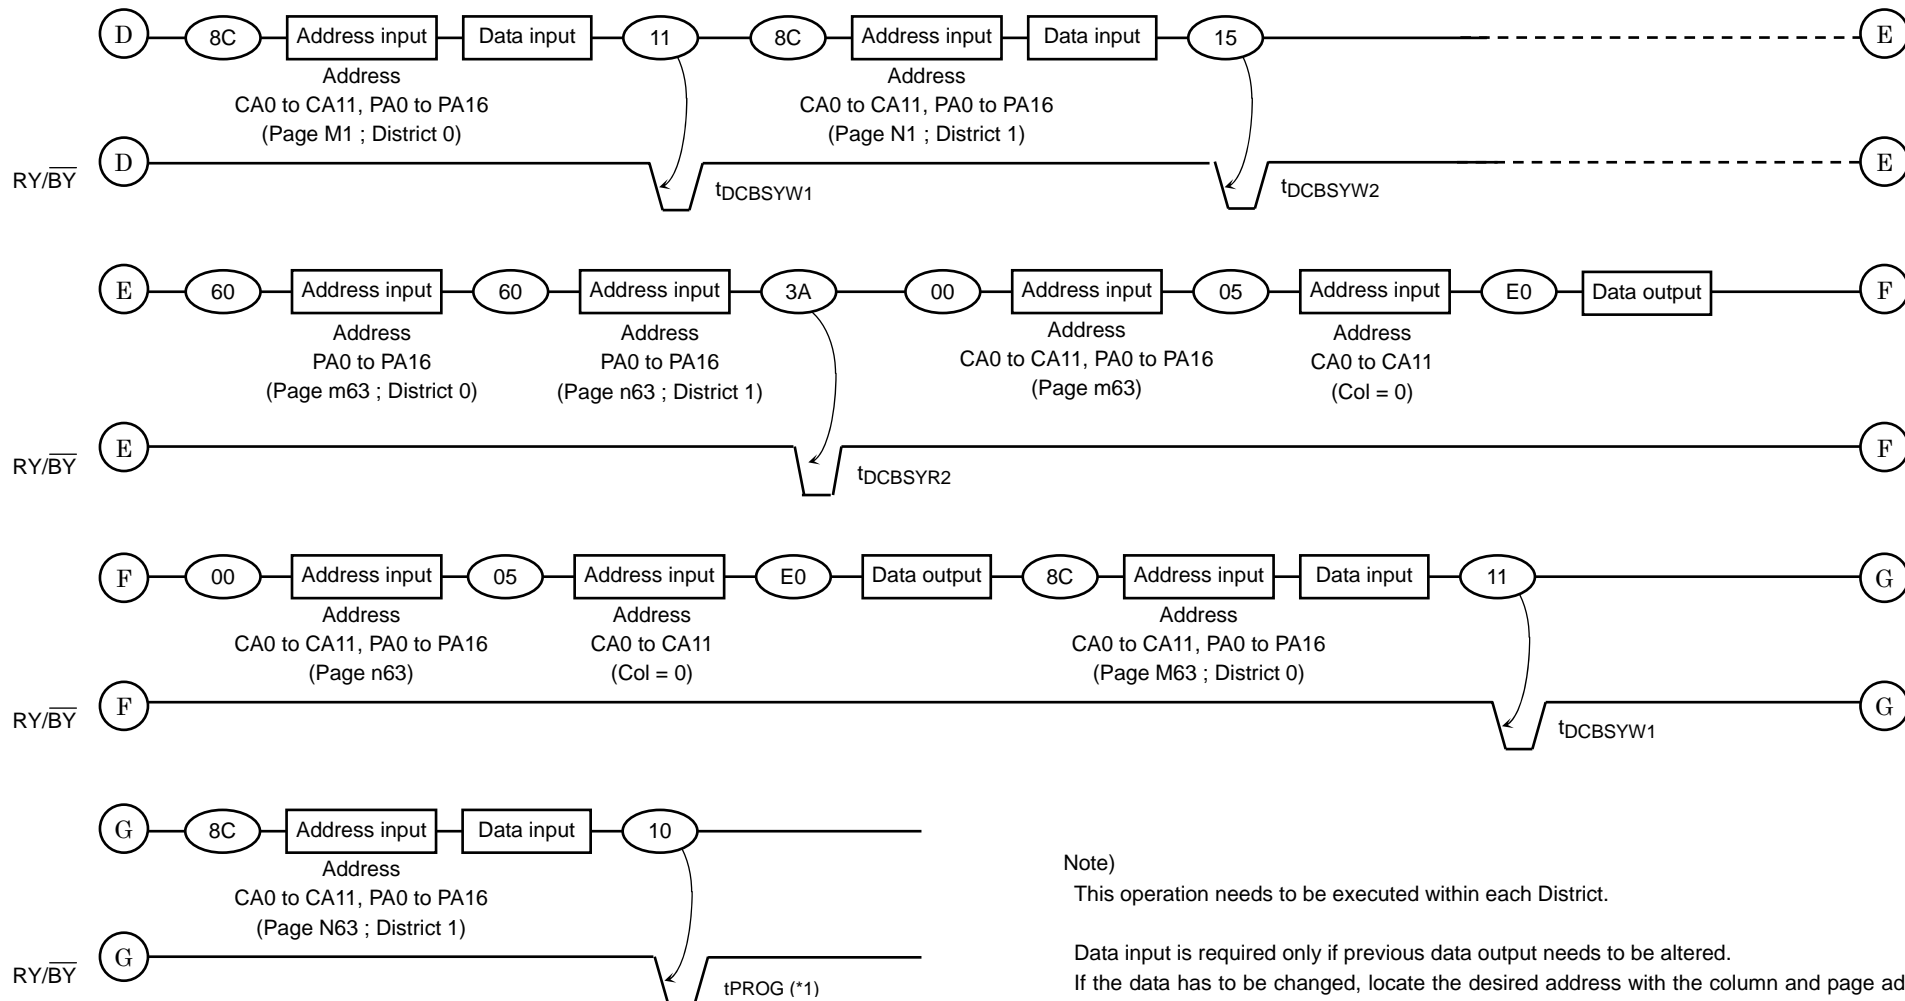 D 8C Address input Data input 11 8C Address input Data input 15 E
Address
CA0 to CA11, PA0 to PA16
(Page M1 ; District 0)
Address
CA0 to CA11, PA0 to PA16
(Page N1 ; District 1)
RY/BY D tDCBSYW1 tDCBSYW2 E
E 60 Address input 60 Address input 3A 00 Address input 05 Address input E0 Data output F
Address
PA0 to PA16
(Page m63 ; District 0)
Address
PA0 to PA16
(Page n63 ; District 1)
Address
CA0 to CA11, PA0 to PA16
(Page m63)
Address
CA0 to CA11
(Col = 0)
RY/BY E tDCBSYR2 F
F 00 Address input 05 Address input E0 Data output 8C Address input Data input 11 G
Address
CA0 to CA11, PA0 to PA16
(Page n63)
Address
CA0 to CA11
(Col = 0)
Address
CA0 to CA11, PA0 to PA16
(Page M63 ; District 0)
RY/BY F tDCBSYW1 G
G 8C Address input Data input 10
Address
CA0 to CA11, PA0 to PA16
(Page N63 ; District 1)
RY/BY G tPROG (*1)
Note)
This operation needs to be executed within each District.
Data input is required only if previous data output needs to be altered.
If the data has to be changed, locate the desired address with the column and page ad